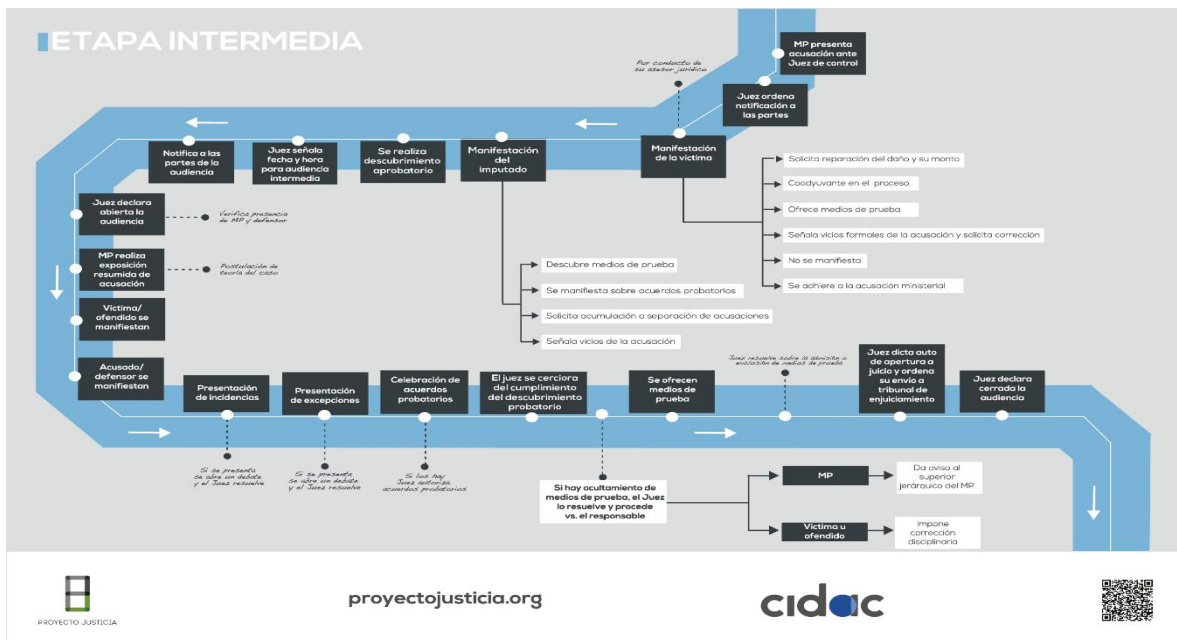 ETAPA INTERMEDIA
MP presenta
acusación ante
Juez de control
Juez ordena
notificación a
las partes
Por conducto de
su asesor jurídico
Manifestación
de la víctima
Solicita reparación del daño y su monto
Coodyuvante en el proceso
Ofrece medios de prueba
Señala vicios formales de la acusación y solicita corrección
No se manifiesta
Se adhiere a la acusación ministerial
Manifestación
del
imputado
Descubre medios de prueba
Se manifiesta sobre acuerdos probatorios
Solicita acumulación a separación de acusaciones
Señala vicios de la acusación
Se realiza
descubrimiento
aprobatorio
Juez señala
fecha y hora
para audiencia
intermedia
Notifica a las
partes de la
audiencia
Juez declara
abierta la
audiencia
Verifica presencia
de MP y defensor
MP realiza
exposición
resumida de
acusación
Postulación de
teoría del caso
Víctima/
ofendido se
manifiestan
Acusado/
defensor se
manifiestan
Presentación
de incidencias
Si se presenta
se abre un debate
y el Juez resuelve
Presentación
de excepciones
Si se presenta
se abre un debate
y el Juez resuelve
Celebración de
acuerdos
probatorios
Si los hay
Juez autoriza
acuerdos probatorios
El juez se cerciora
del cumplimiento
del descubrimiento
probatorio
Si hay ocultamiento de
medios de prueba, el Juez
lo resuelve y procede
vs. el responsable
MP
Da aviso al
superior
jerárquico del MP
Víctima u
ofendido
Impone
corrección
disciplinaria
Se ofrecen
medios de
prueba
Juez resuelve sobre la admisión o
exclusión de medios de prueba
Juez dicta auto
de apertura a
juicio y ordena
su envío a
tribunal de
enjuiciamiento
Juez declara
cerrada la
audiencia
PROYECTO JUSTICIA
proyectojusticia.org
cidac